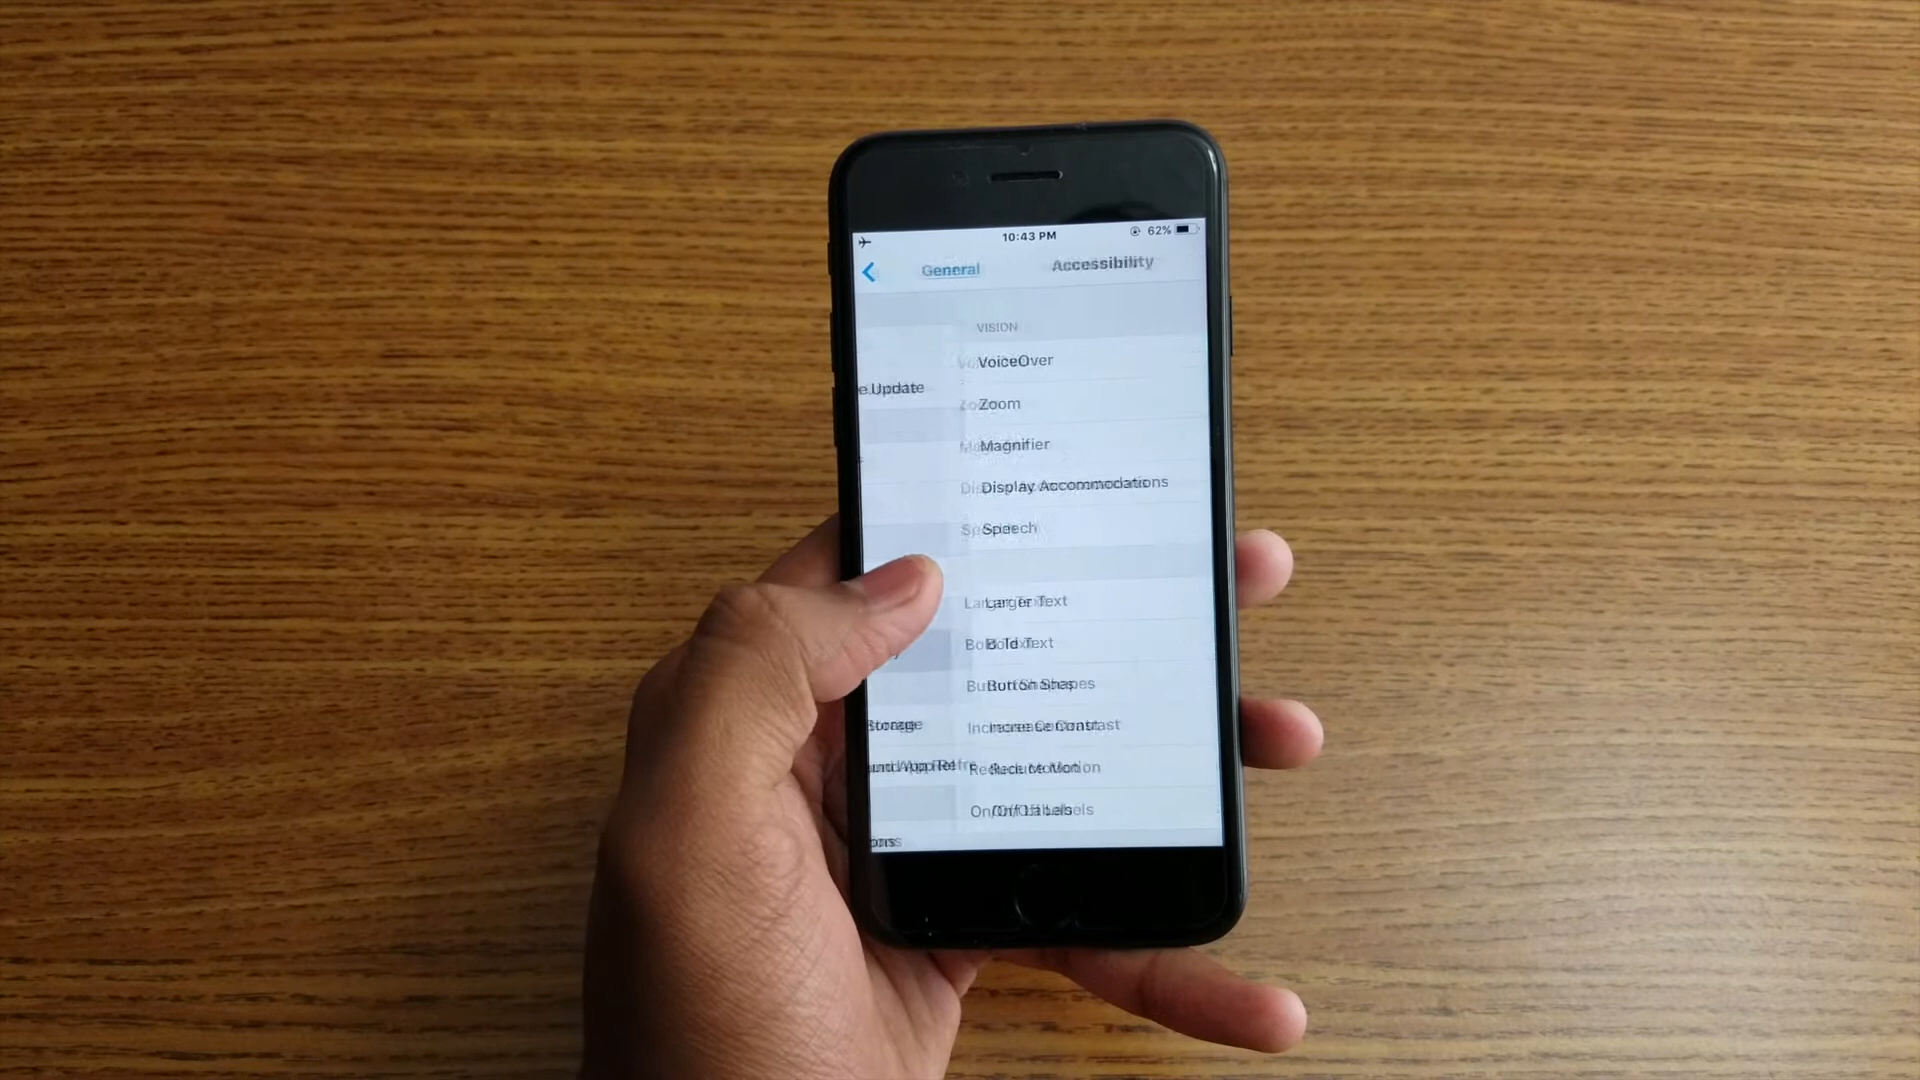 10:43 PM 62%
General Accessibility
VISION
VoiceOver
e Update
Zoom
Magnifier
Display Accommodations
Speech
Larger Text
Bold Text
Button Shapes
Storage
Increase Contrast
Reduce Motion
On/Off Labels